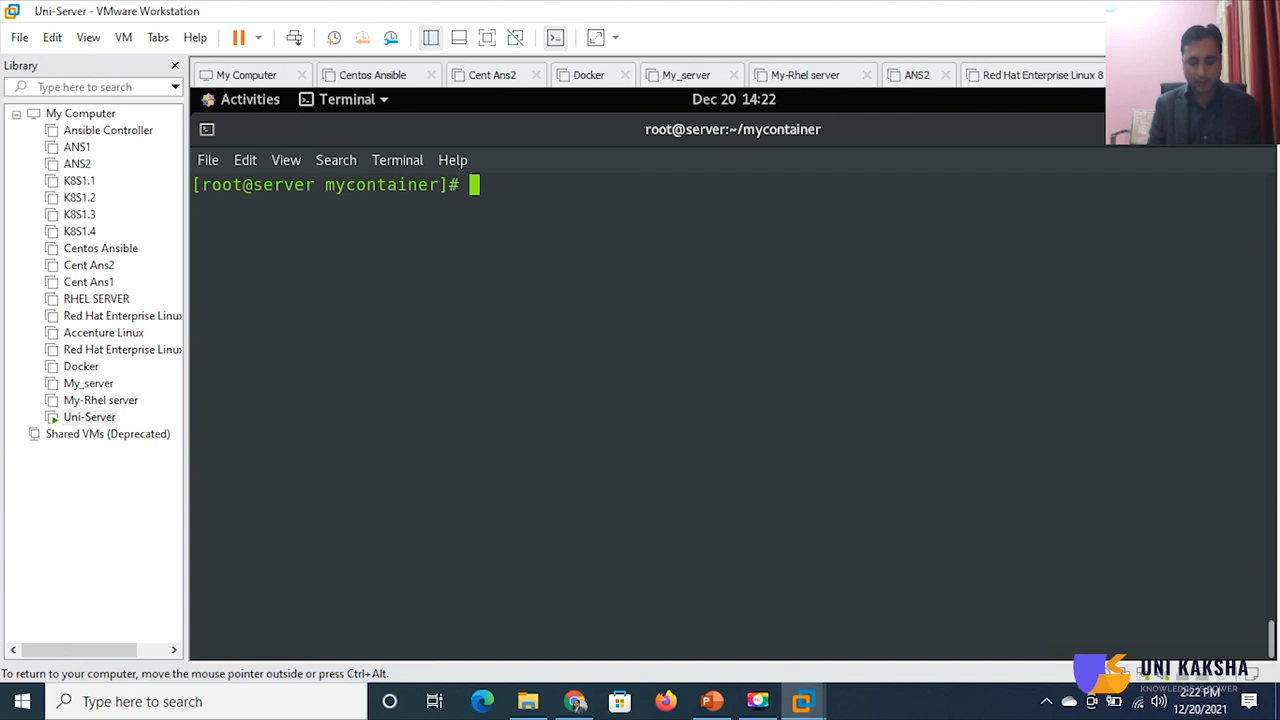 Uni-Server - VMware Workstation
File Edit View VM Tabs Help
Library
Type here to search
My Computer
Ansible Controller
ANS1
ANS2
K8S1.1
K8S1.2
K8S1.3
K8S1.4
Centos Ansible
Cent Ans2
Cent Ans1
RHEL SERVER
Red Hat Enterprise Linux
Accenture Linux
Red Hat Enterprise Linux
Docker
My_server
My-Rhel server
Uni-Server
Shared VMs (Deprecated)
My Computer Centos Ansible Cent Ans2 Docker My_server My-Rhel server ANS2 Red Hat Enterprise Linux 8
Activities Terminal Dec 20 14:22
root@server:~/mycontainer
File Edit View Search Terminal Help
[root@server mycontainer]#
To return to your computer, move the mouse pointer outside or press Ctrl+Alt.
UNI KAKSHA
KNOWLEDGE POWER
Type here to search
2:22 PM
12/20/2021